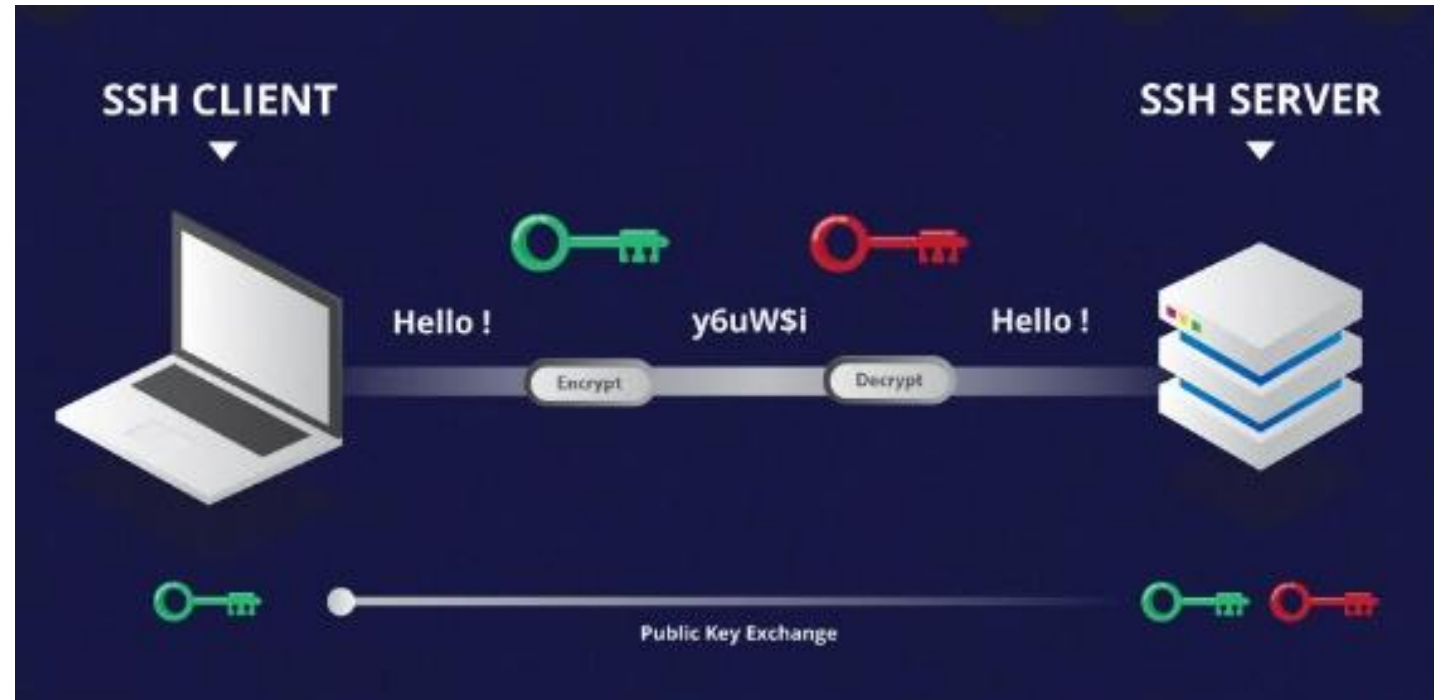 SSH CLIENT
SSH SERVER
Hello !
y6uW$i
Hello !
Encrypt
Decrypt
Public Key Exchange